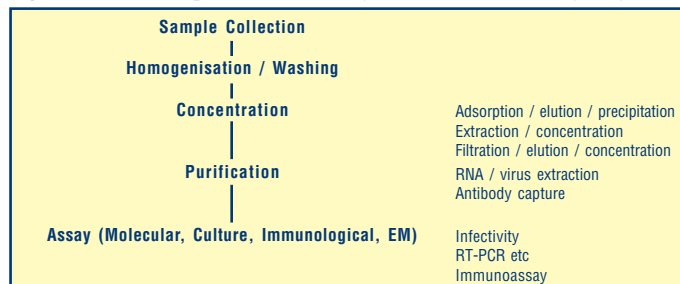 Sample Collection
Homogenisation / Washing
Concentration
Adsorption / elution / precipitation
Extraction / concentration
Filtration / elution / concentration
Purification
RNA / virus extraction
Antibody capture
Assay (Molecular, Culture, Immunological, EM)
Infectivity
RT-PCR etc
Immunoassay